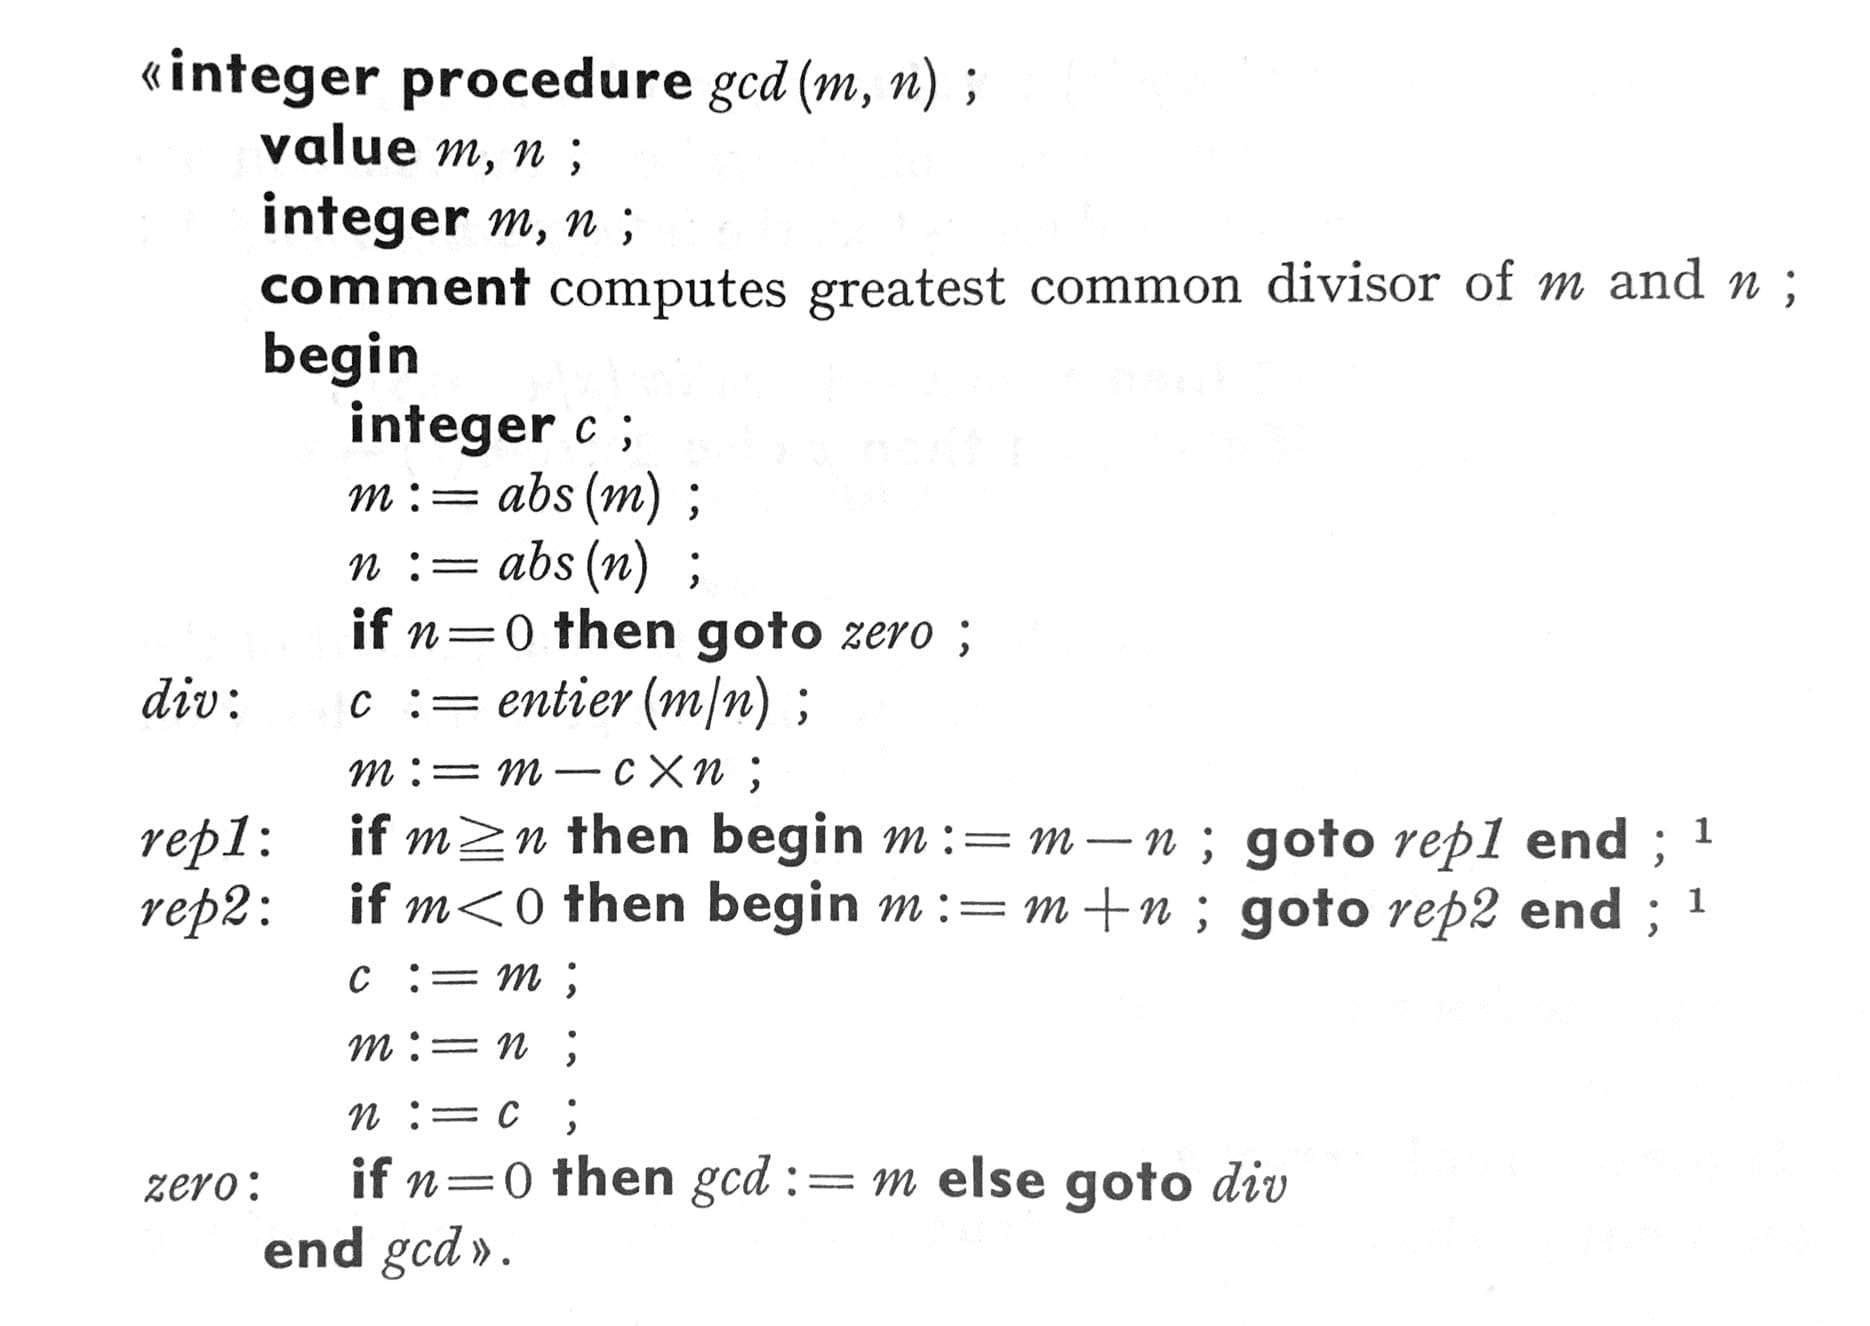 «integer procedure gcd(m, n) ;
value m, n ;
integer m, n ;
comment computes greatest common divisor of m and n ;
begin
integer c ;
m := abs(m) ;
n := abs(n) ;
if n=0 then goto zero ;
div: c := entier(m/n) ;
m := m — c×n ;
rep1: if m≧n then begin m := m — n ; goto rep1 end ; ¹
rep2: if m<0 then begin m := m +n ; goto rep2 end ; ¹
c := m ;
m := n ;
n := c ;
zero: if n=0 then gcd := m else goto div
end gcd».